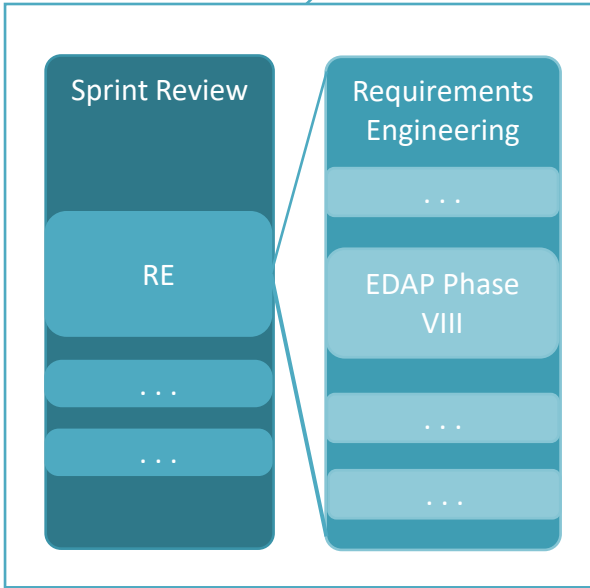 Sprint Review
RE
. . .
. . .
Requirements
Engineering
. . .
EDAP Phase
VIII
. . .
. . .